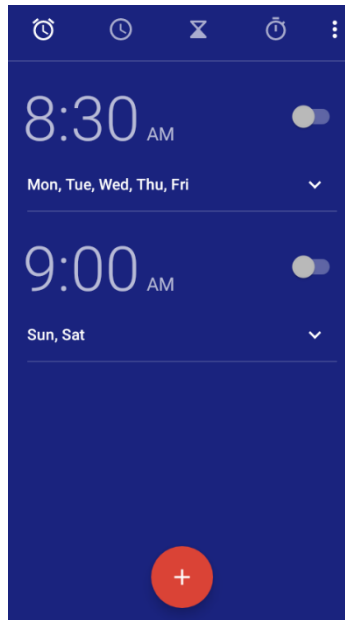 8:30 AM
Mon, Tue, Wed, Thu, Fri
9:00 AM
Sun, Sat